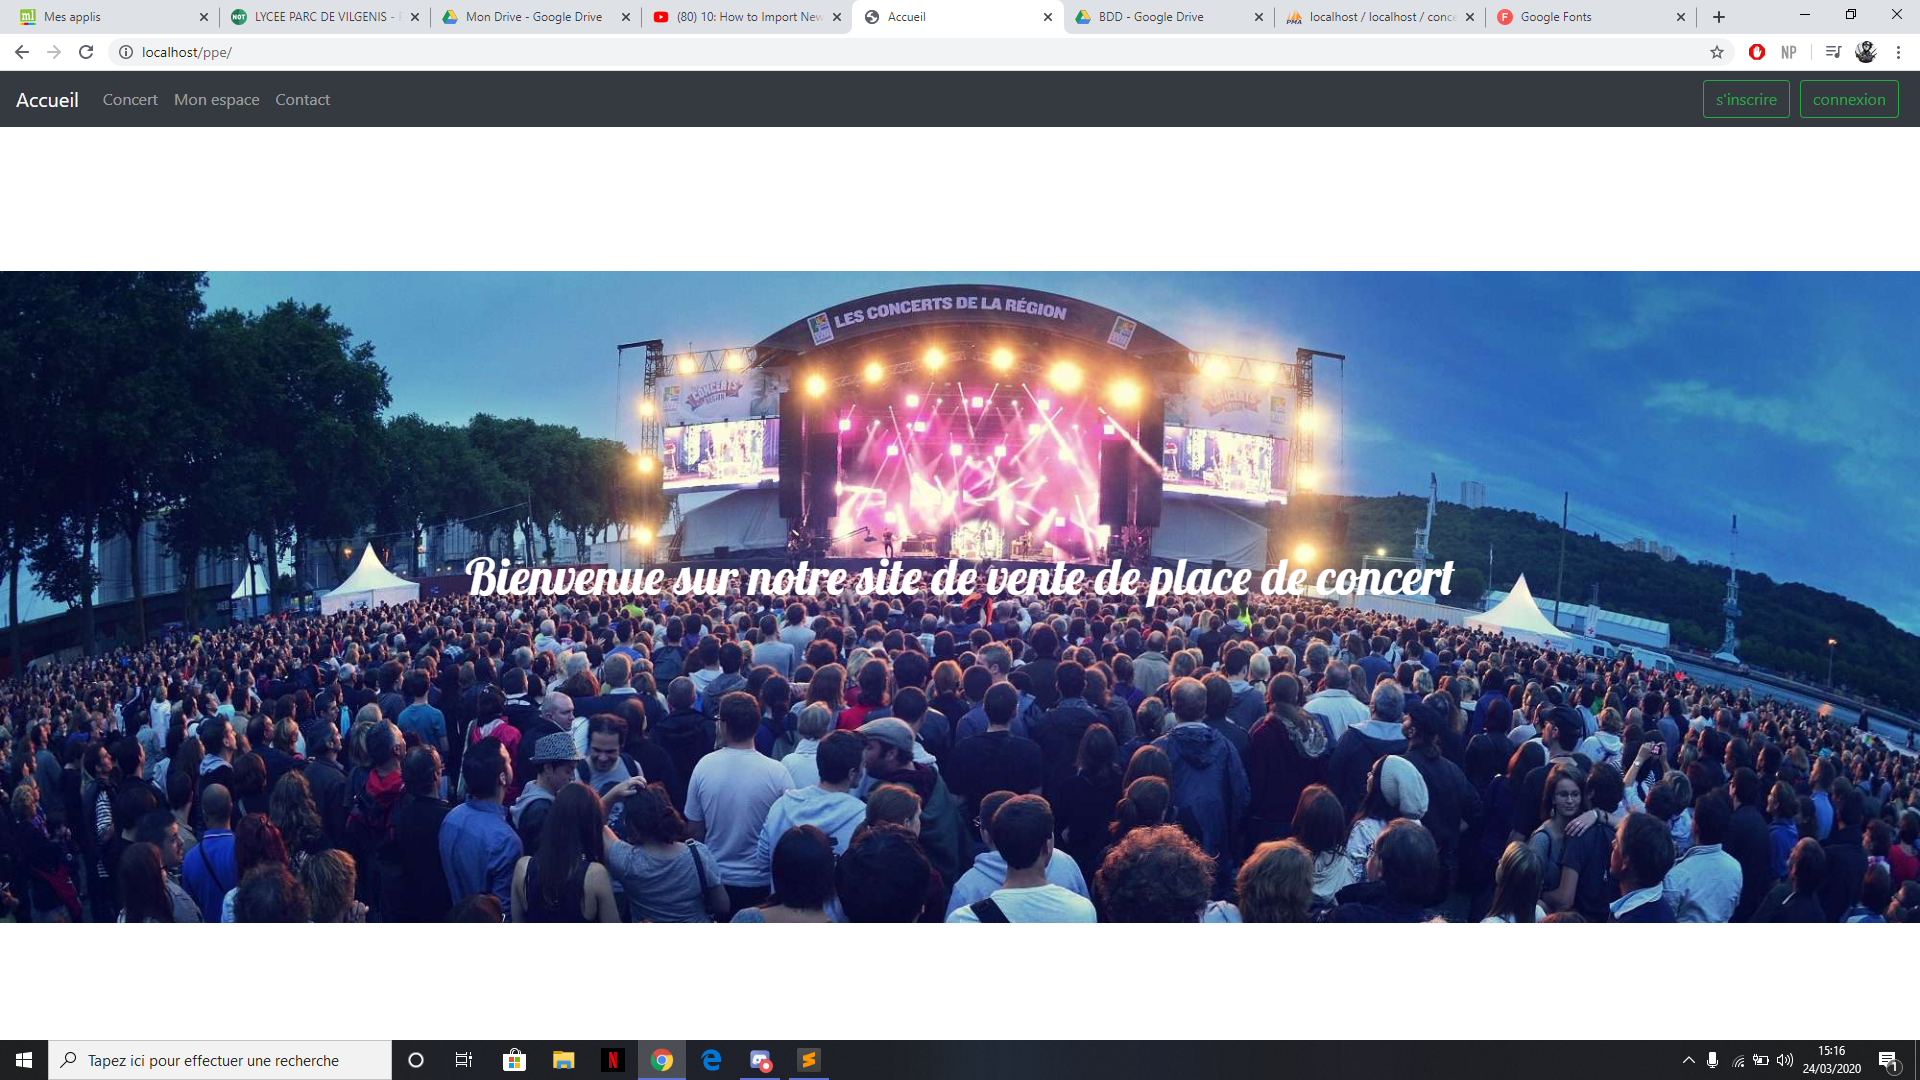 Mes applis
LYCEE PARC DE VILGENIS -
Mon Drive - Google Drive
(80) 10: How to Import New
Accueil
BDD - Google Drive
localhost / localhost / conce
Google Fonts
localhost/ppe/
NP
Accueil
Concert
Mon espace
Contact
s'inscrire
connexion
LES CONCERTS DE LA RÉGION
CONCERTS
Bienvenue sur notre site de vente de place de concert
Tapez ici pour effectuer une recherche
15:16
24/03/2020
1